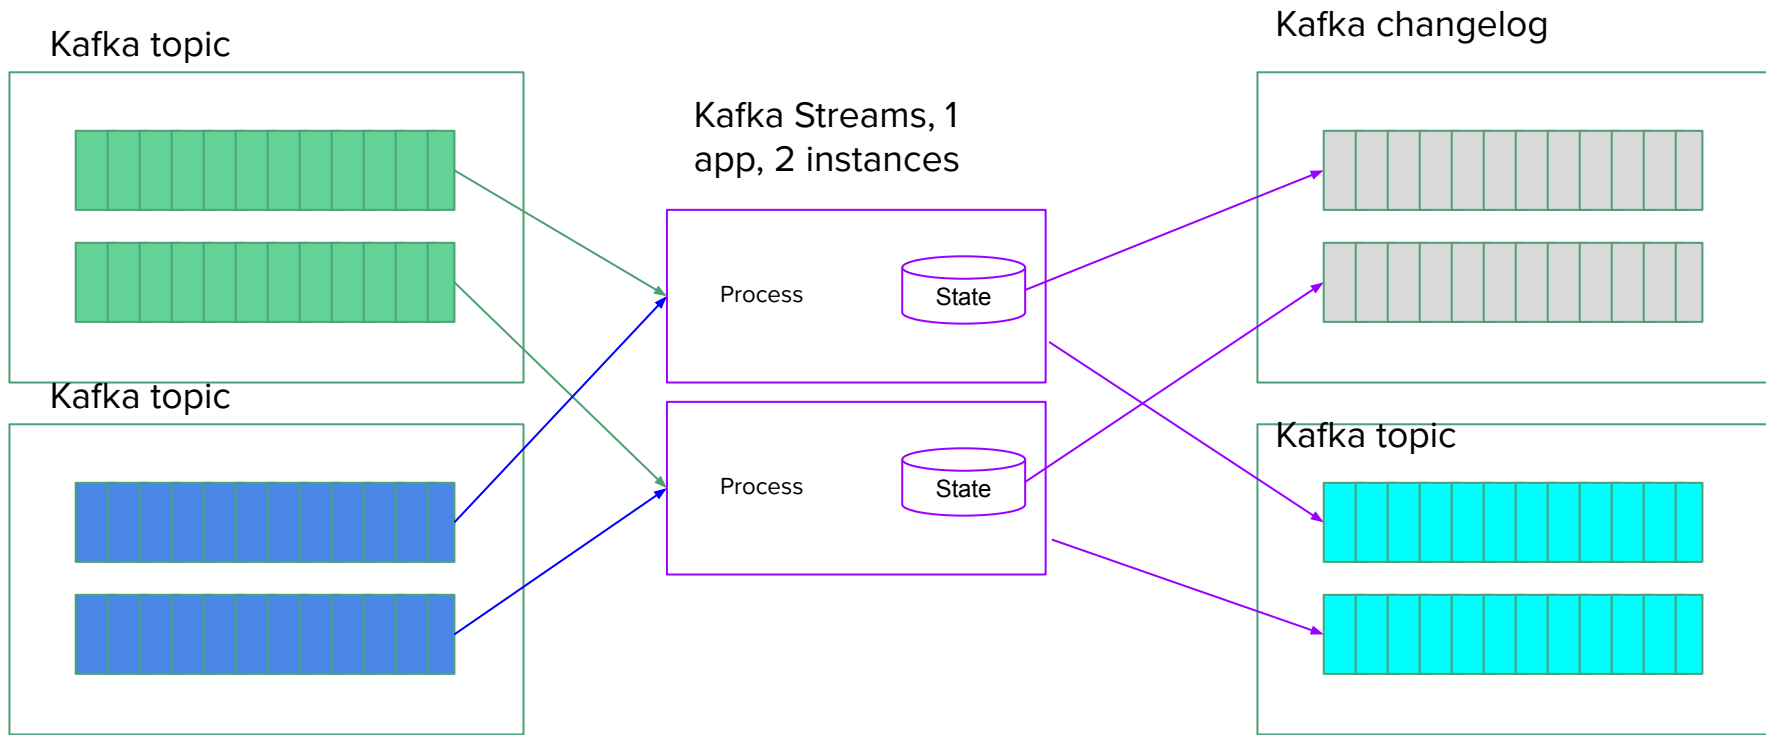 Kafka topic
Kafka changelog
Kafka Streams, 1
app, 2 instances
Process
State
Kafka topic
Process
State
Kafka topic